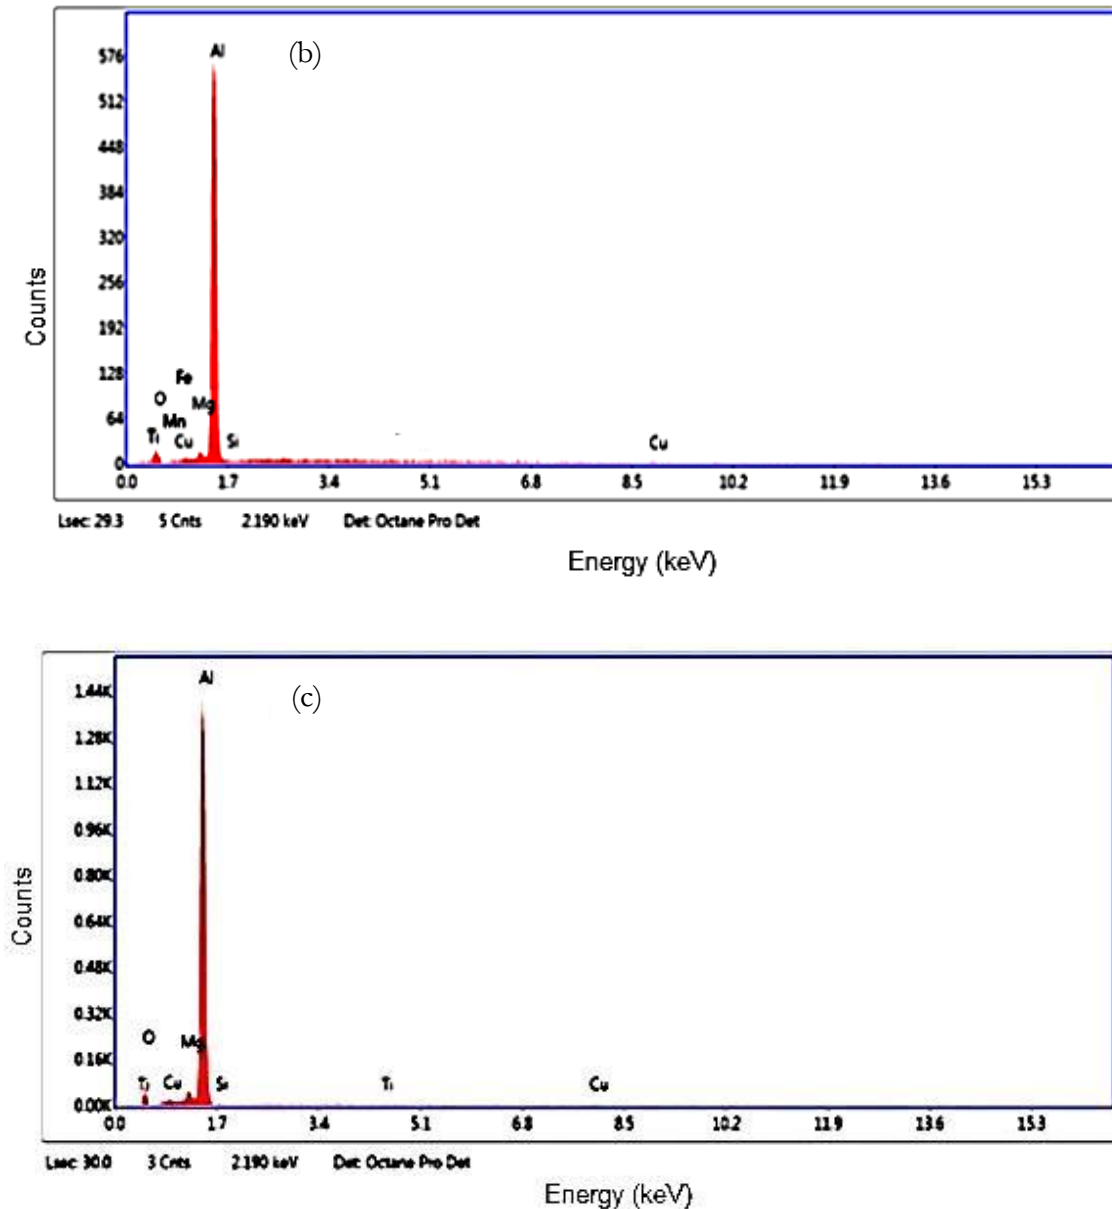 (b)
Al
576
512
448
384
320
256
192
128
64
0
Counts
Fe
O
Mg
Mn
Ti Cu Si Cu
0.0 1.7 3.4 5.1 6.8 8.5 10.2 11.9 13.6 15.3
Lsec: 29.3 5 Cnts 2.190 keV Det: Octane Pro Det
Energy (keV)
(c)
Al
1.44K
1.28K
1.12K
0.96K
0.80K
0.64K
0.48K
0.32K
0.16K
0.00K
Counts
O
Mg
Ti Cu Si Ti Cu
0.0 1.7 3.4 5.1 6.8 8.5 10.2 11.9 13.6 15.3
Lsec: 30.0 3 Cnts 2.190 keV Det: Octane Pro Det
Energy (keV)